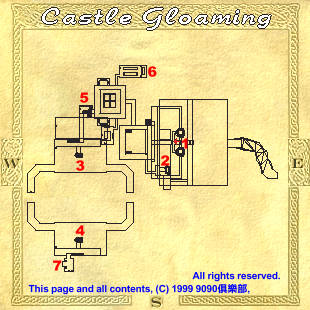 Castle Gloaming
6
5
1
2
3
W
E
4
7
All rights reserved.
This page and all contents, (C) 1999 9090俱樂部,
S